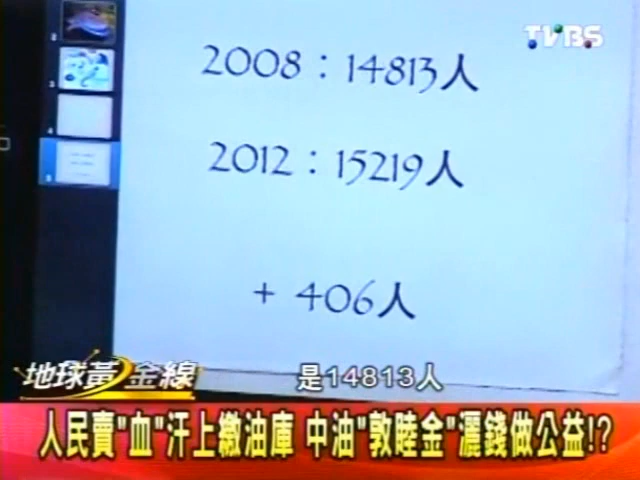 TVBS
2008：14813人
2012：15219人
+ 406人
地球黃金線
是14813人
人民賣"血"汗上繳油庫 中油"敦睦金"灑錢做公益!?